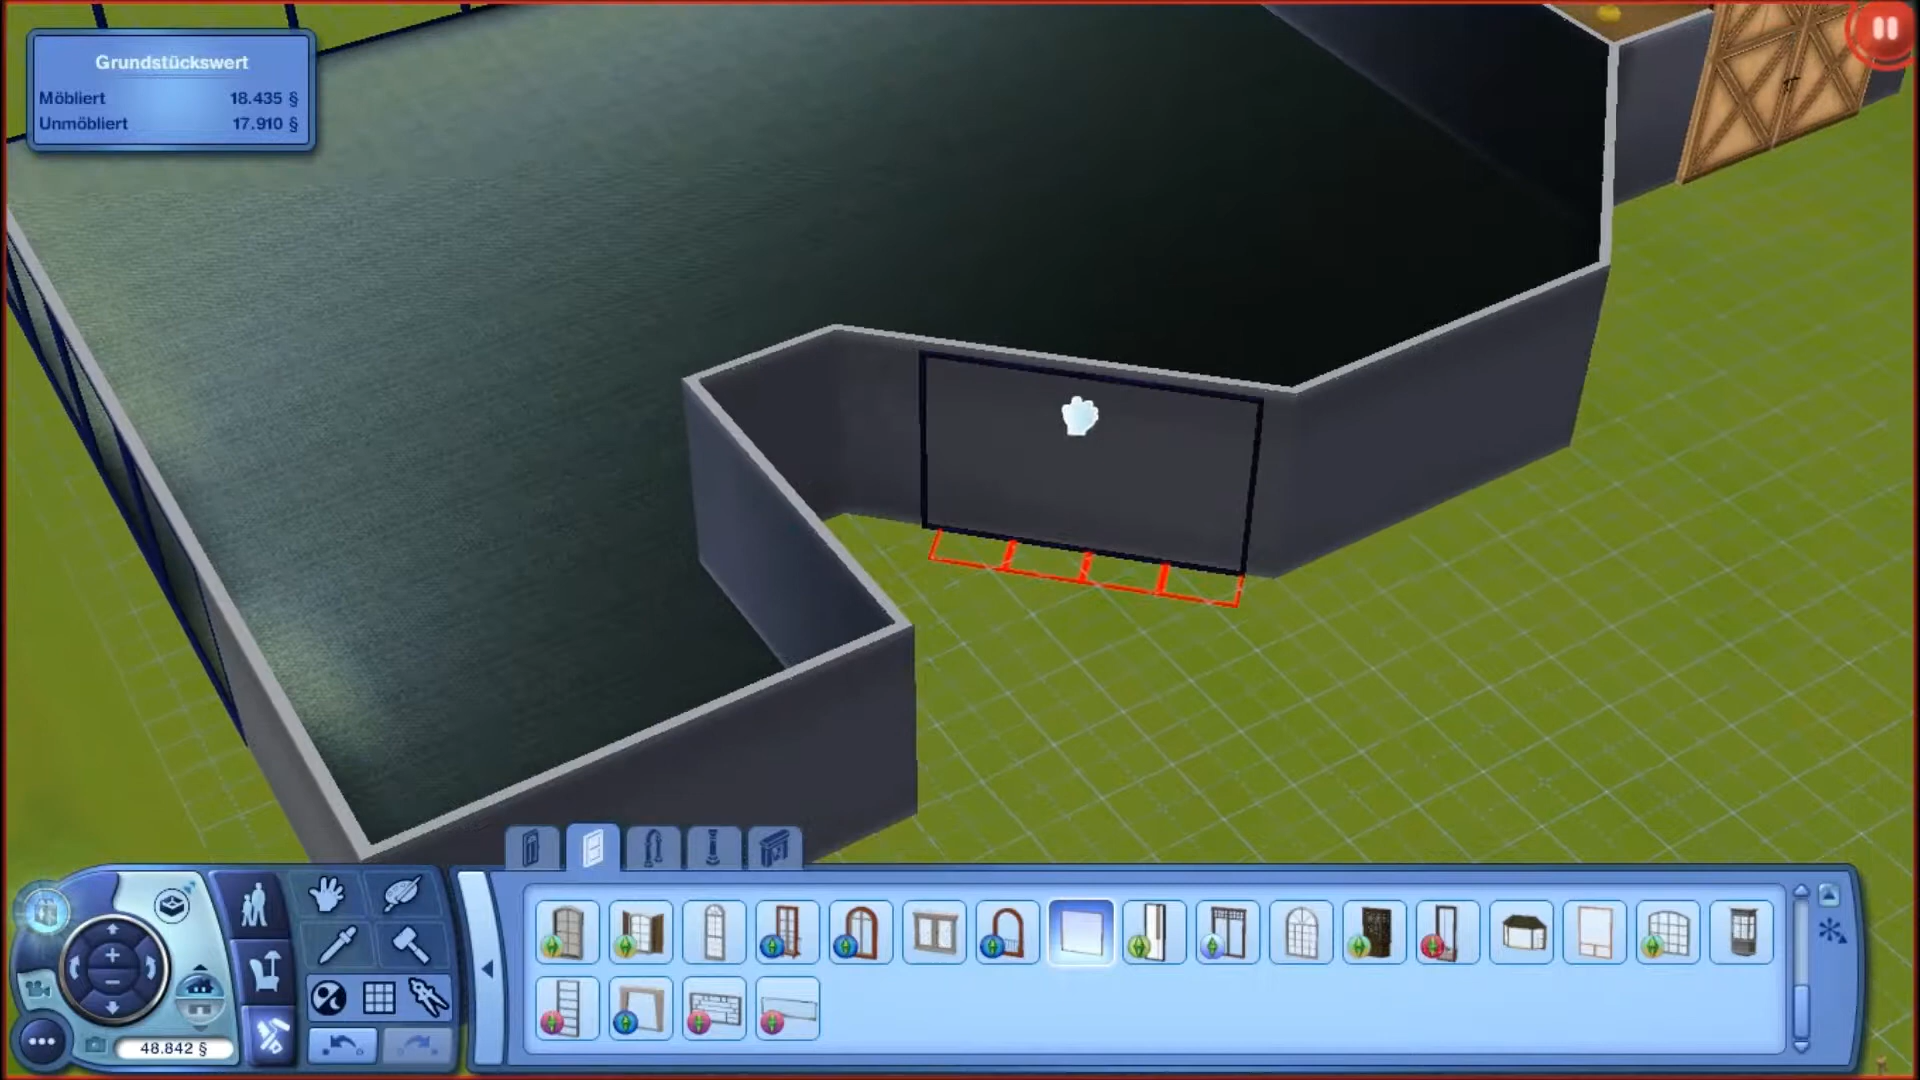 Grundstückswert
Möbliert 18.435 §
Unmöbliert 17.910 §
48.842 §